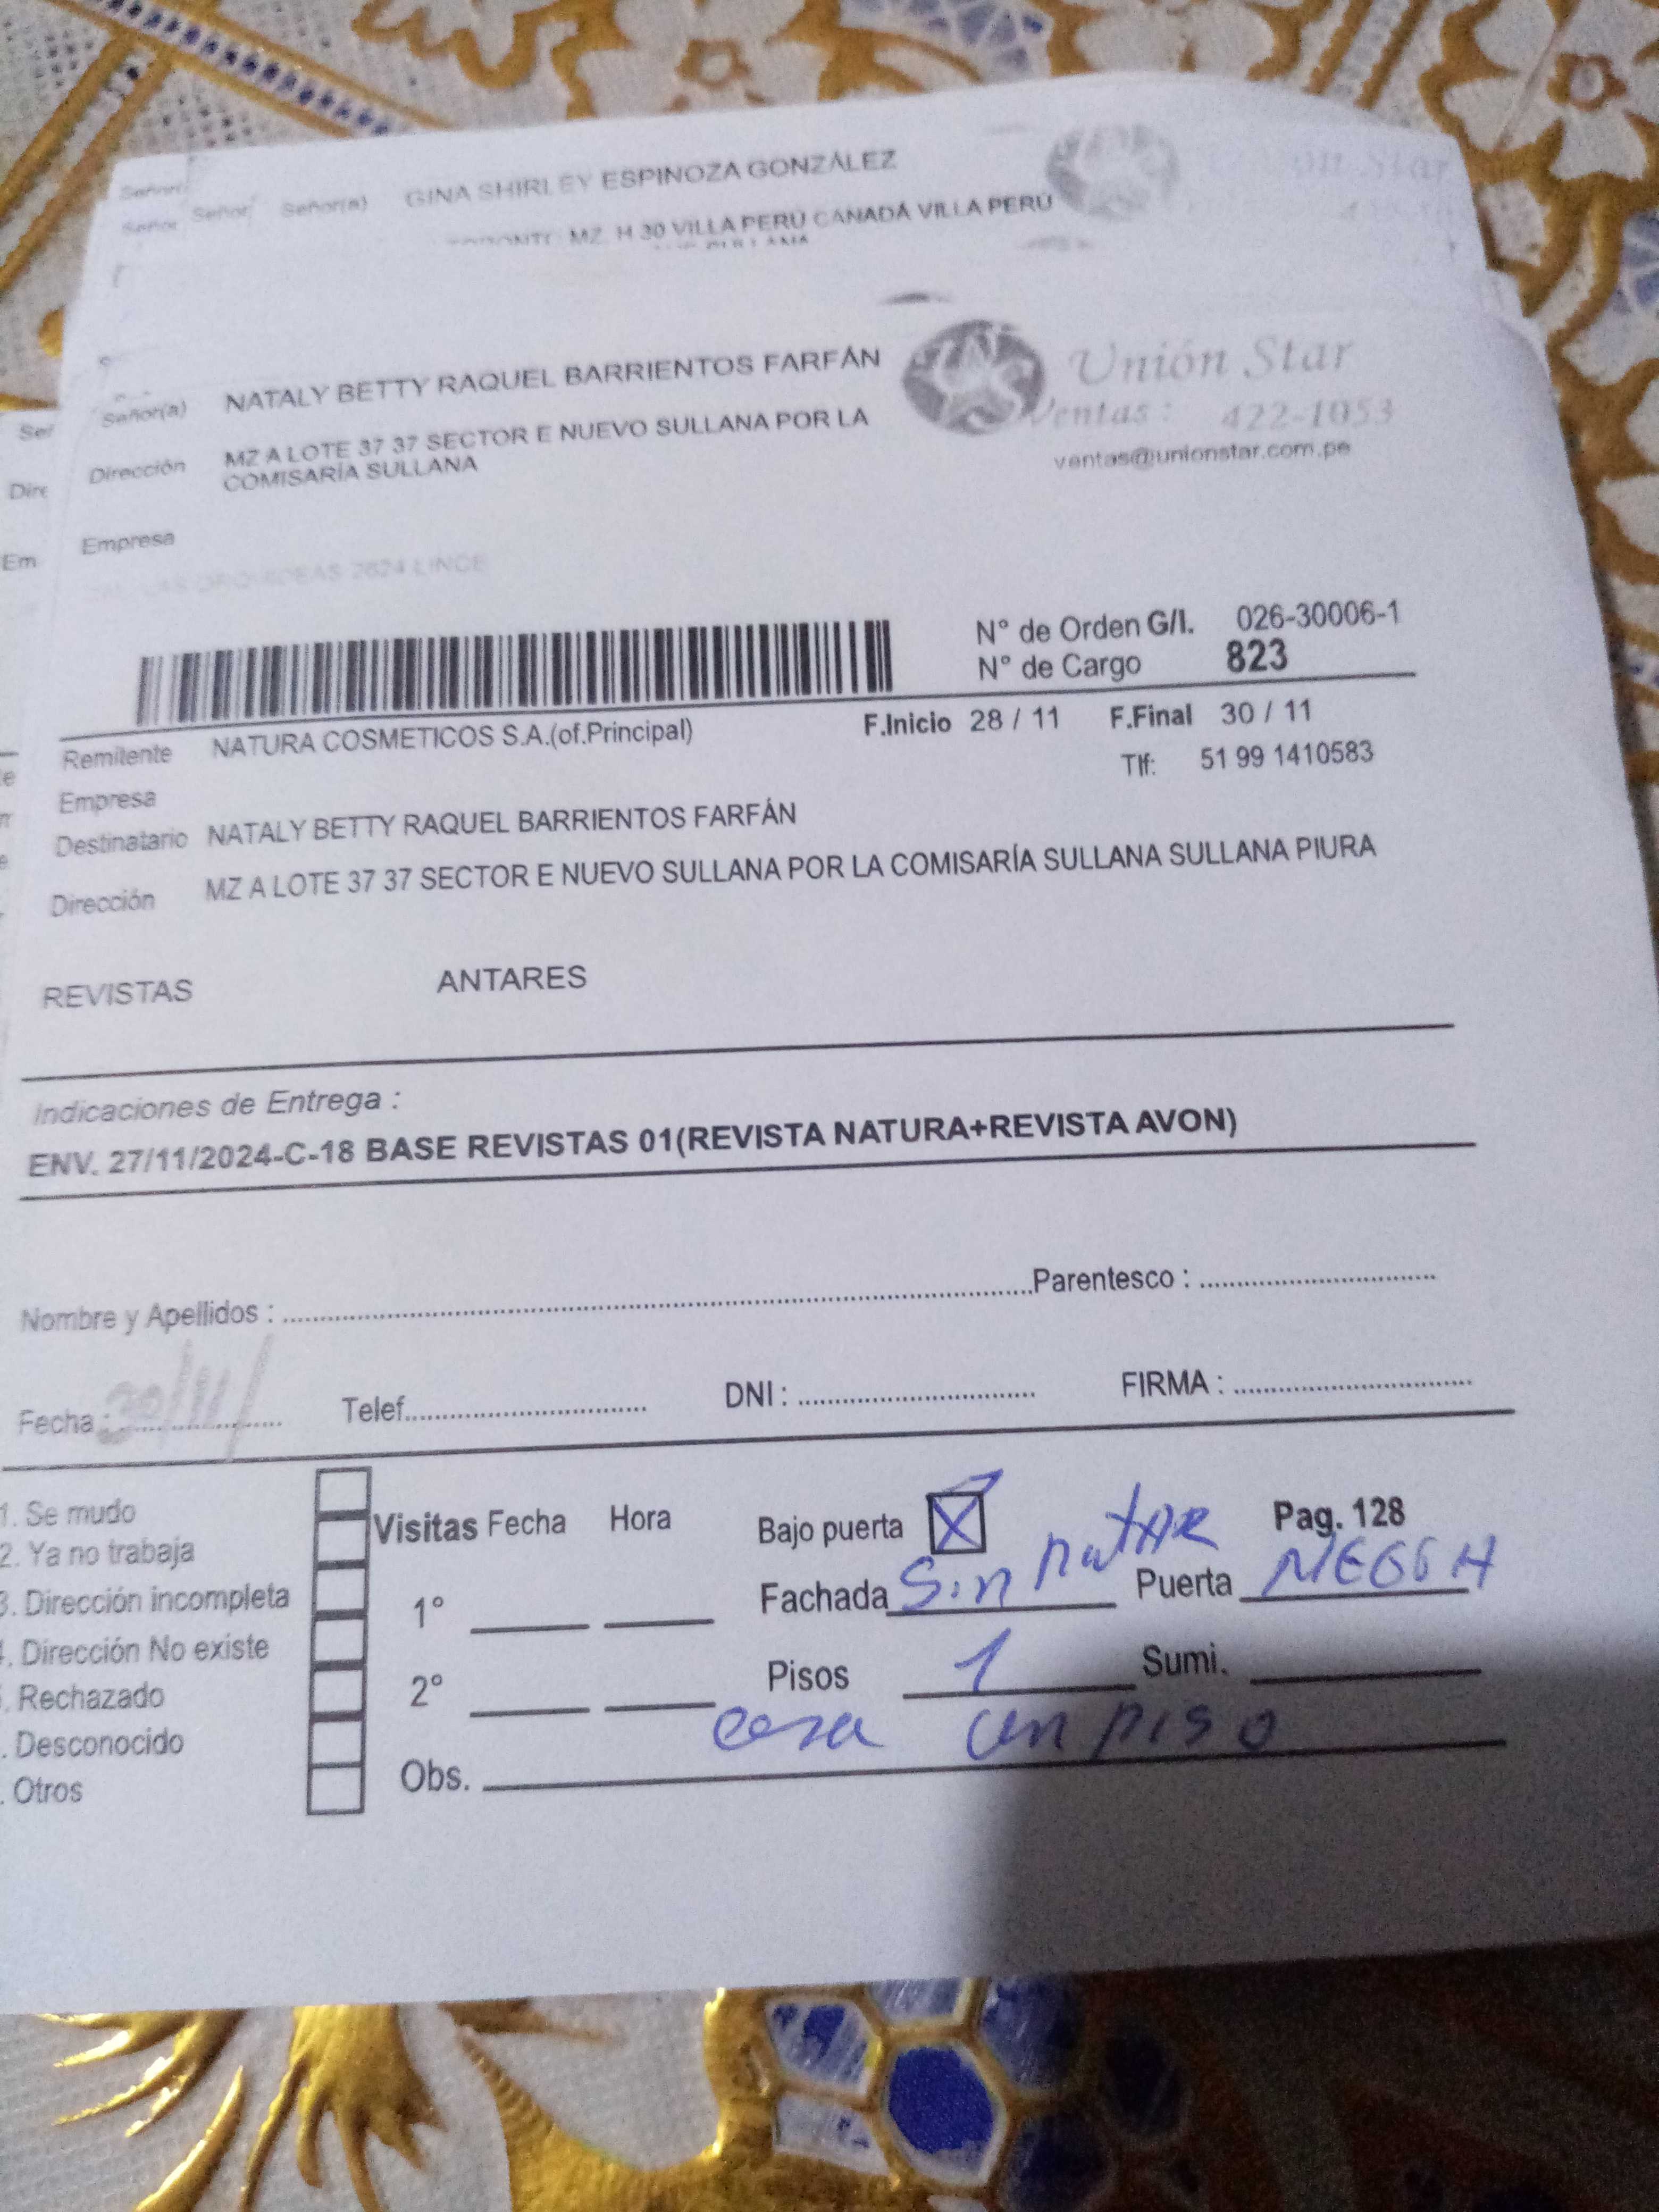 Señor(a) GINA SHIRLEY ESPINOZA GONZÁLEZ
MZ. H 30 VILLA PERÚ CANADÁ VILLA PERÚ
Señor(a) NATALY BETTY RAQUEL BARRIENTOS FARFÁN
Unión Star
Ventas : 422-1053
ventas@unionstar.com.pe
Dirección MZ A LOTE 37 37 SECTOR E NUEVO SULLANA POR LA
COMISARÍA SULLANA
Empresa
ORQUIDEAS 2624 LINCE
N° de Orden G/I. 026-30006-1
N° de Cargo 823
Remitente NATURA COSMETICOS S.A.(of.Principal) F.Inicio 28 / 11 F.Final 30 / 11
Tlf: 51 99 1410583
Empresa
Destinatario NATALY BETTY RAQUEL BARRIENTOS FARFÁN
Dirección MZ A LOTE 37 37 SECTOR E NUEVO SULLANA POR LA COMISARÍA SULLANA SULLANA PIURA
REVISTAS ANTARES
Indicaciones de Entrega :
ENV. 27/11/2024-C-18 BASE REVISTAS 01(REVISTA NATURA+REVISTA AVON)
Nombre y Apellidos : Parentesco :
Fecha : 30/11/ Telef. DNI : FIRMA :
1. Se mudo
2. Ya no trabaja
3. Dirección incompleta
. Dirección No existe
. Rechazado
. Desconocido
. Otros
Visitas Fecha Hora
1°
2°
Obs.
Bajo puerta X Pag. 128
Fachada Sin Puerta
Pisos 1 Sumi.
casa un piso